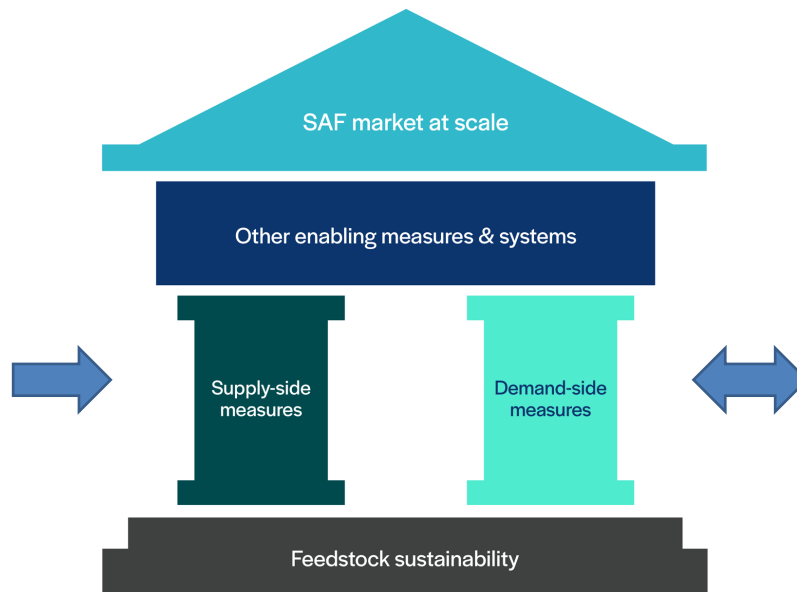 SAF market at scale
Other enabling measures & systems
Supply-side
measures
Demand-side
measures
Feedstock sustainability